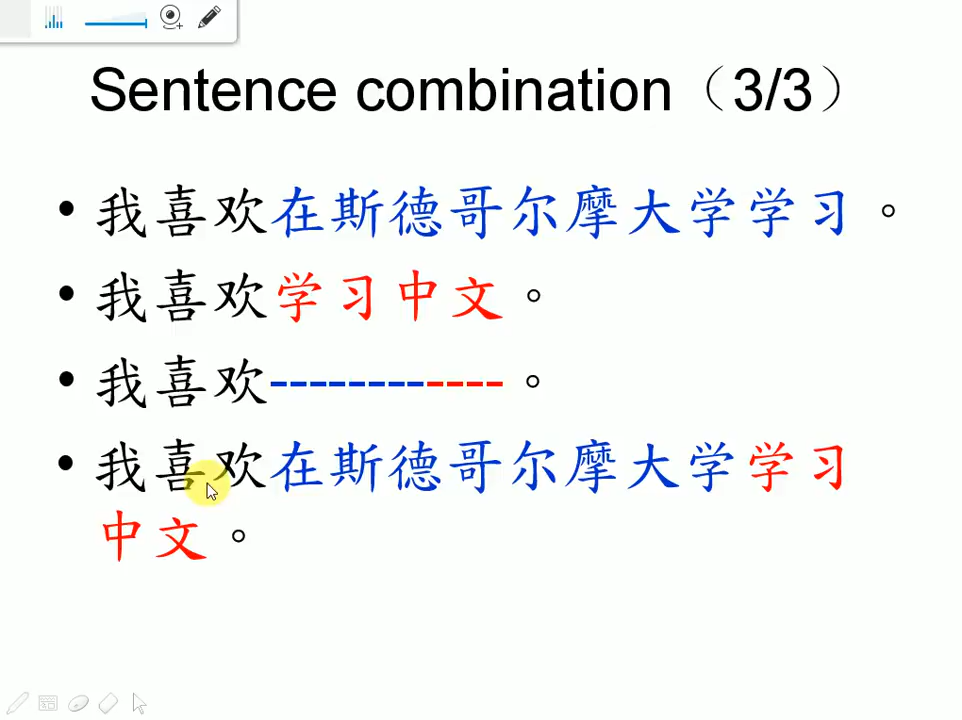 Sentence combination（3/3）
• 我喜欢在斯德哥尔摩大学学习 。
• 我喜欢学习中文 。
• 我喜欢------------ 。
• 我喜欢在斯德哥尔摩大学学习
中文 。